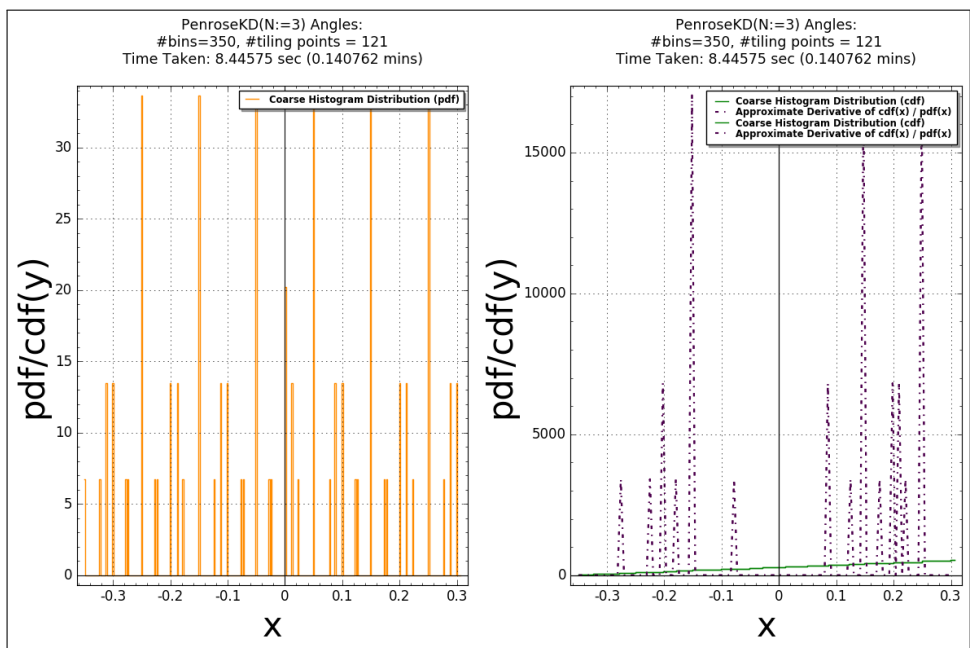 PenroseKD(N:=3) Angles:
#bins=350, #tiling points = 121
Time Taken: 8.44575 sec (0.140762 mins)
Coarse Histogram Distribution (pdf)
30
25
20
15
10
5
0
-0.3 -0.2 -0.1 0 0.1 0.2 0.3
pdf/cdf(y)
x
PenroseKD(N:=3) Angles:
#bins=350, #tiling points = 121
Time Taken: 8.44575 sec (0.140762 mins)
Coarse Histogram Distribution (cdf)
Approximate Derivative of cdf(x) / pdf(x)
Coarse Histogram Distribution (cdf)
Approximate Derivative of cdf(x) / pdf(x)
15000
10000
5000
0
-0.3 -0.2 -0.1 0 0.1 0.2 0.3
pdf/cdf(y)
x